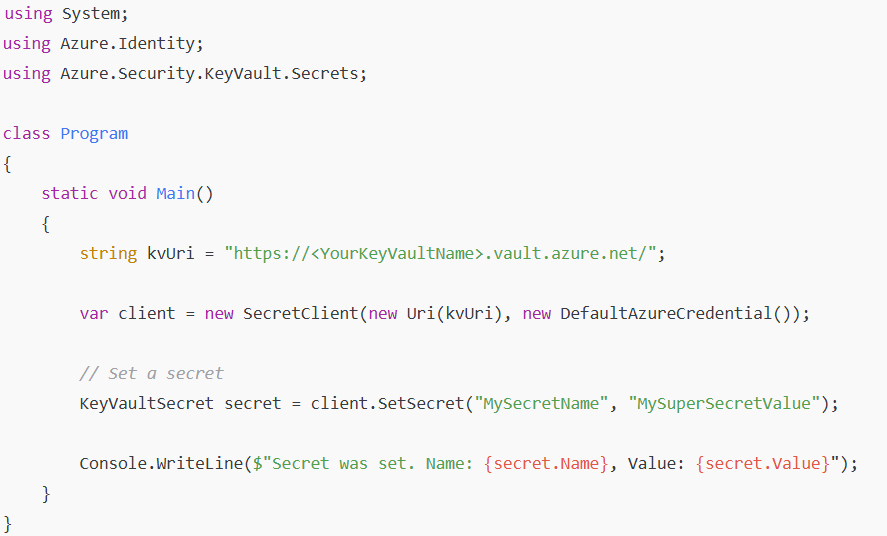 using System;
using Azure.Identity;
using Azure.Security.KeyVault.Secrets;
class Program
{
static void Main()
{
string kvUri = "https://<YourKeyVaultName>.vault.azure.net/";
var client = new SecretClient(new Uri(kvUri), new DefaultAzureCredential());
// Set a secret
KeyVaultSecret secret = client.SetSecret("MySecretName", "MySuperSecretValue");
Console.WriteLine($"Secret was set. Name: {secret.Name}, Value: {secret.Value}");
}
}